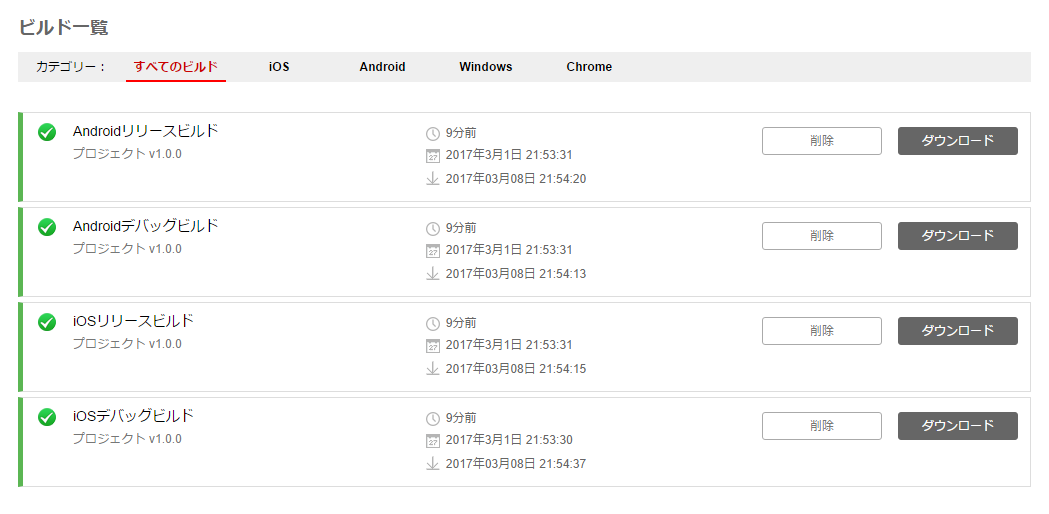 ビルド一覧
カテゴリー： すべてのビルド iOS Android Windows Chrome
Androidリリースビルド
プロジェクト v1.0.0
9分前
27 2017年3月1日 21:53:31
2017年03月08日 21:54:20
削除 ダウンロード
Androidデバッグビルド
プロジェクト v1.0.0
9分前
27 2017年3月1日 21:53:31
2017年03月08日 21:54:13
削除 ダウンロード
iOSリリースビルド
プロジェクト v1.0.0
9分前
27 2017年3月1日 21:53:31
2017年03月08日 21:54:15
削除 ダウンロード
iOSデバッグビルド
プロジェクト v1.0.0
9分前
27 2017年3月1日 21:53:30
2017年03月08日 21:54:37
削除 ダウンロード